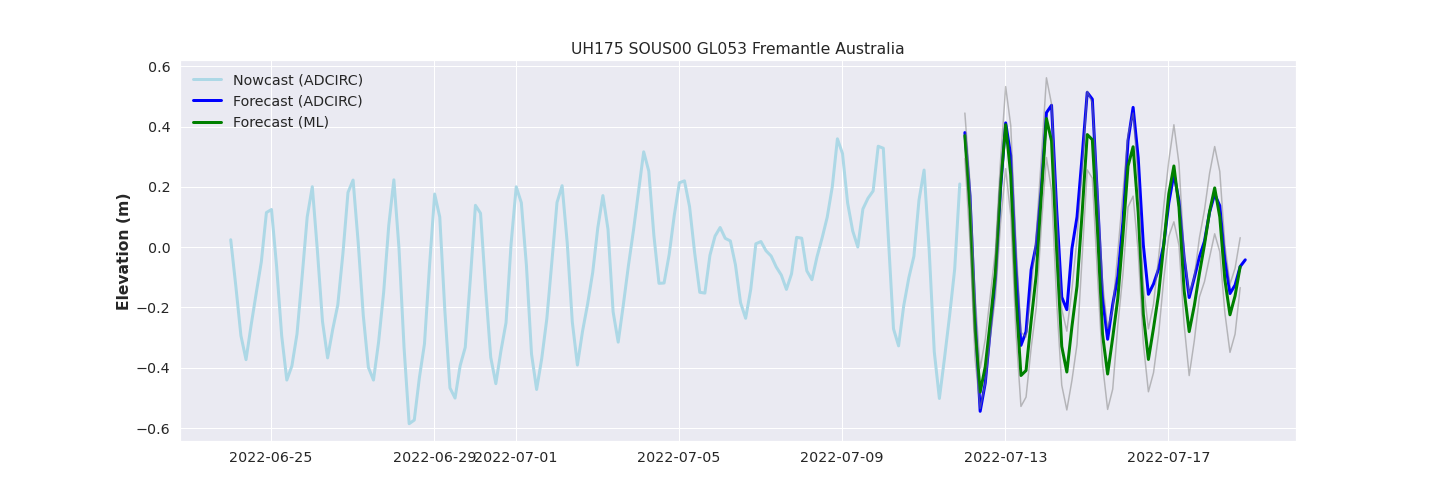 UH175 SOUS00 GL053 Fremantle Australia
Nowcast (ADCIRC)
Forecast (ADCIRC)
Forecast (ML)
Elevation (m)
0.6
0.4
0.2
0.0
−0.2
−0.4
−0.6
2022-06-25
2022-06-29
2022-07-01
2022-07-05
2022-07-09
2022-07-13
2022-07-17